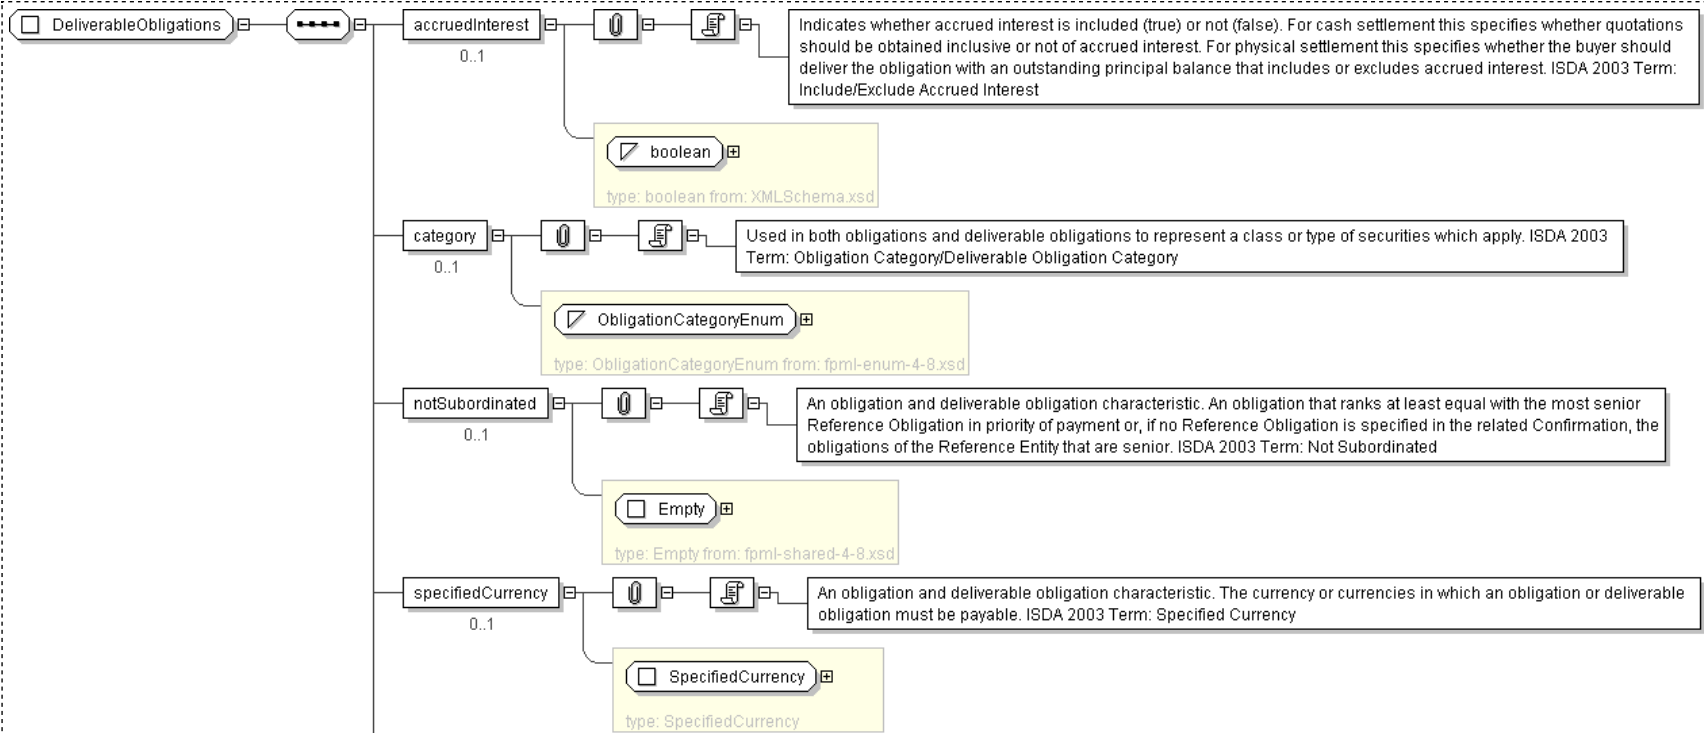 DeliverableObligations
accruedInterest
0..1
Indicates whether accrued interest is included (true) or not (false). For cash settlement this specifies whether quotations
should be obtained inclusive or not of accrued interest. For physical settlement this specifies whether the buyer should
deliver the obligation with an outstanding principal balance that includes or excludes accrued interest. ISDA 2003 Term:
Include/Exclude Accrued Interest
boolean
type: boolean from: XMLSchema.xsd
category
0..1
Used in both obligations and deliverable obligations to represent a class or type of securities which apply. ISDA 2003
Term: Obligation Category/Deliverable Obligation Category
ObligationCategoryEnum
type: ObligationCategoryEnum from: fpml-enum-4-8.xsd
notSubordinated
0..1
An obligation and deliverable obligation characteristic. An obligation that ranks at least equal with the most senior
Reference Obligation in priority of payment or, if no Reference Obligation is specified in the related Confirmation, the
obligations of the Reference Entity that are senior. ISDA 2003 Term: Not Subordinated
Empty
type: Empty from: fpml-shared-4-8.xsd
specifiedCurrency
0..1
An obligation and deliverable obligation characteristic. The currency or currencies in which an obligation or deliverable
obligation must be payable. ISDA 2003 Term: Specified Currency
SpecifiedCurrency
type: SpecifiedCurrency